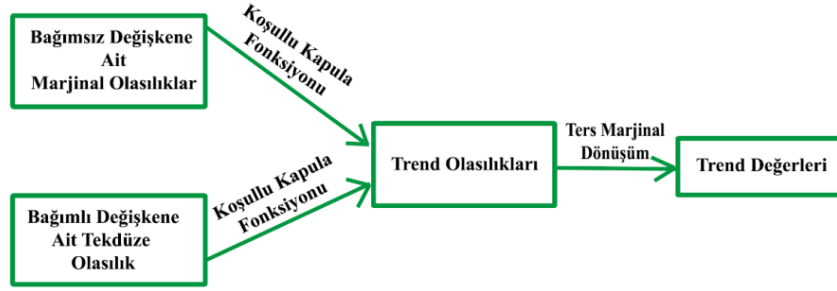 Bağımsız Değişkene
Ait
Marjinal Olasılıklar
Koşullu Kapula
Fonksiyonu
Bağımlı Değişkene
Ait Tekdüze
Olasılık
Koşullu Kapula
Fonksiyonu
Trend Olasılıkları
Ters Marjinal
Dönüşüm
Trend Değerleri